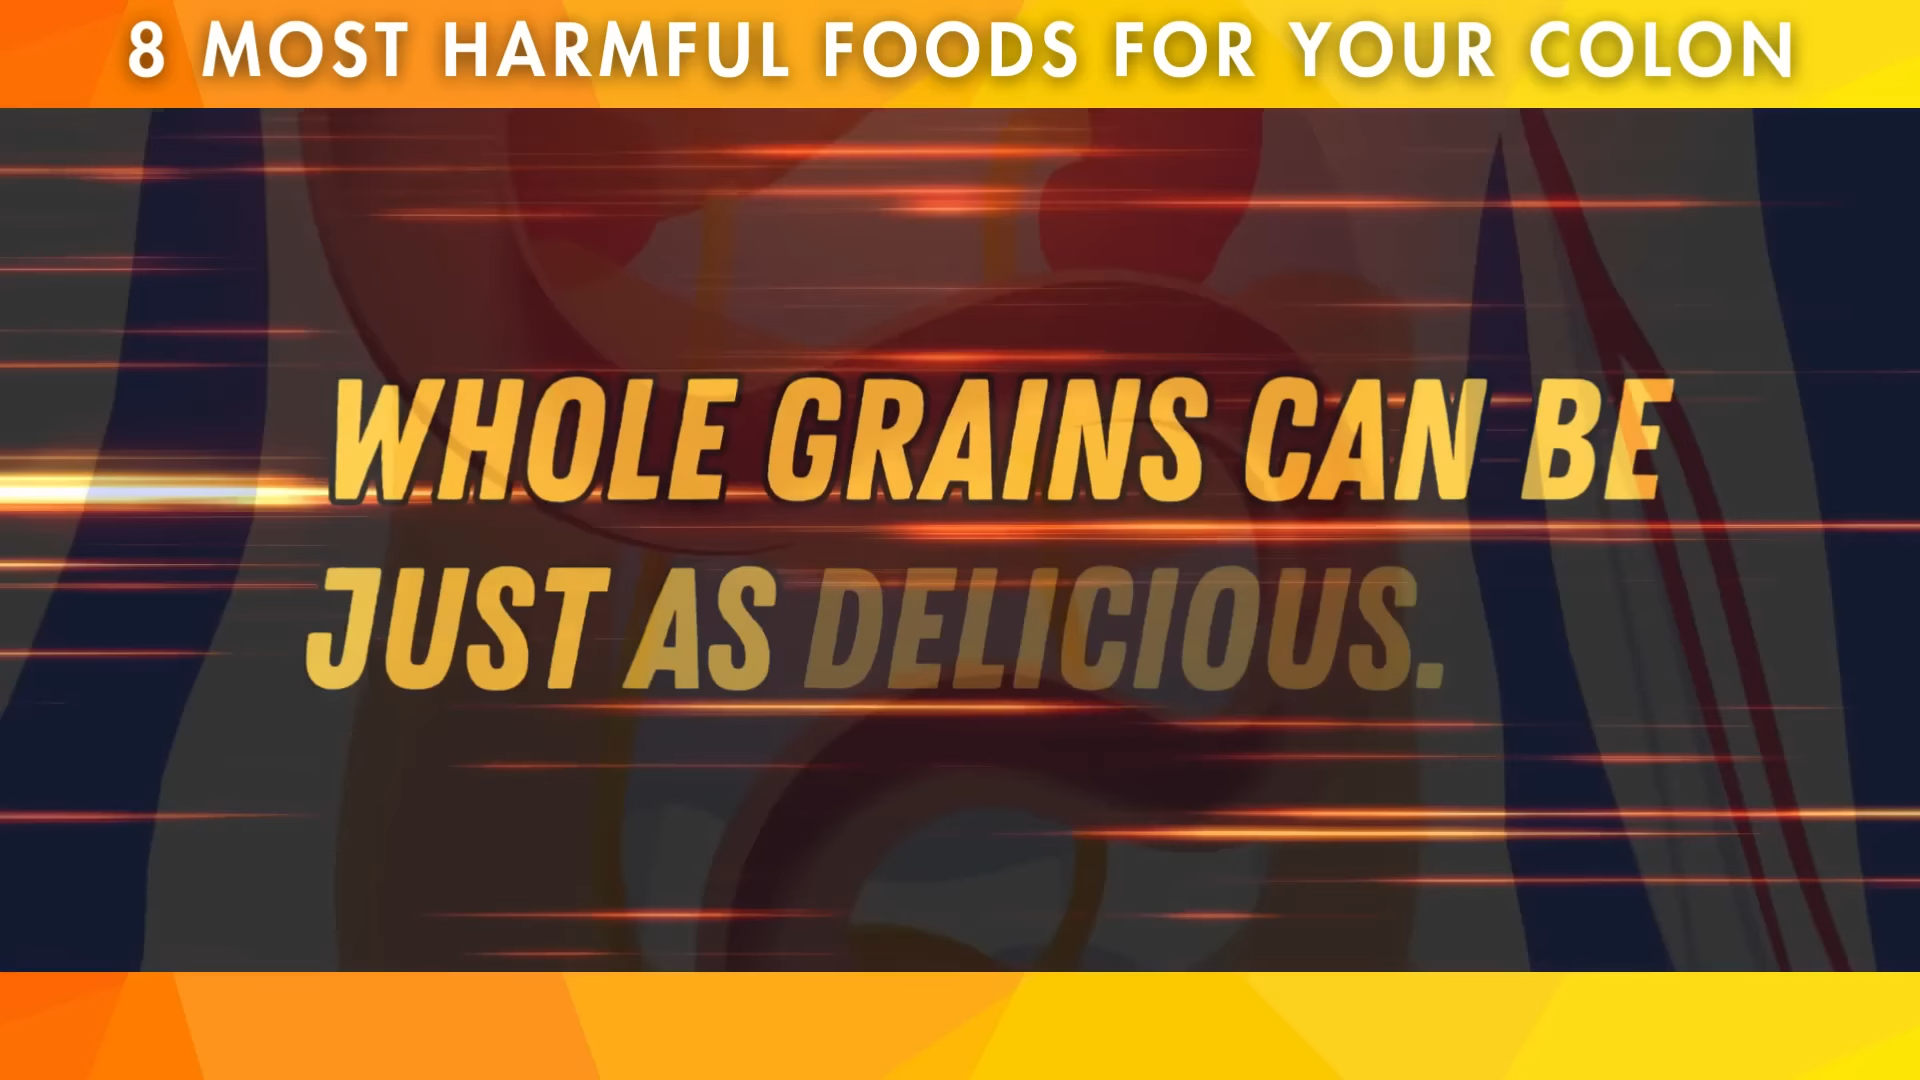 8 MOST HARMFUL FOODS FOR YOUR COLON
WHOLE GRAINS CAN BE
JUST AS DELICIOUS.